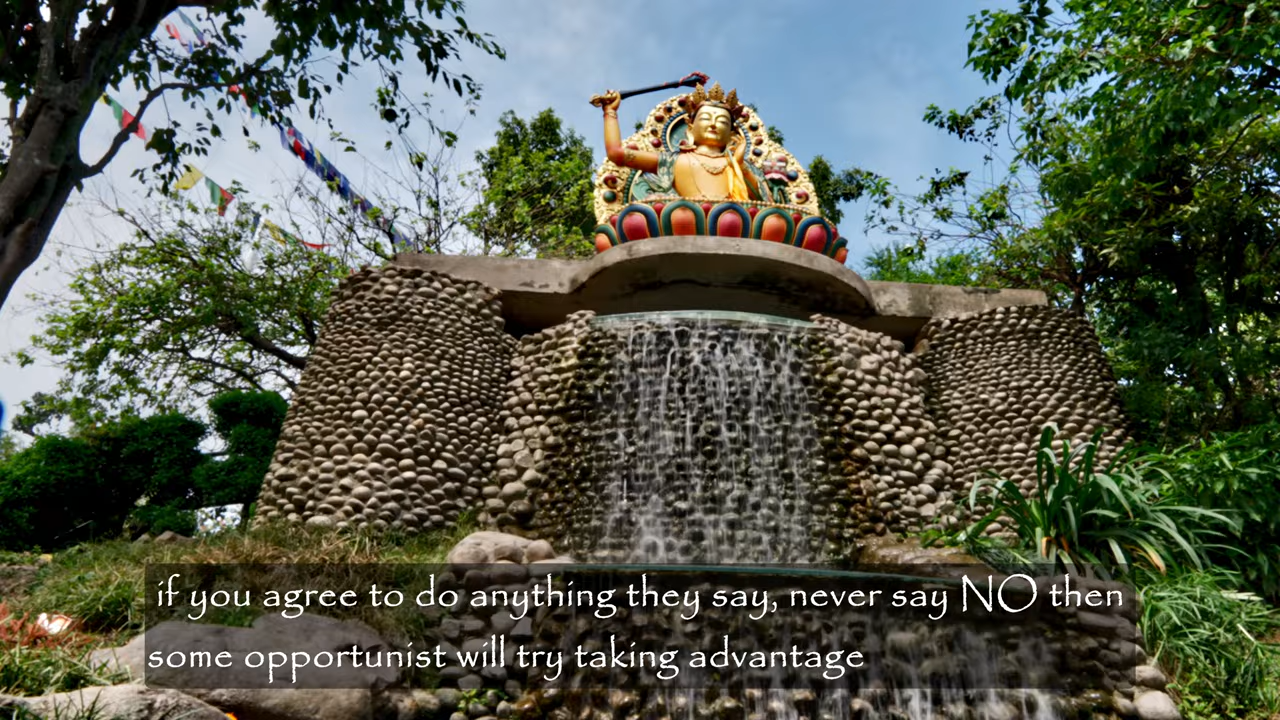 if you agree to do anything they say, never say NO then
some opportunist will try taking advantage